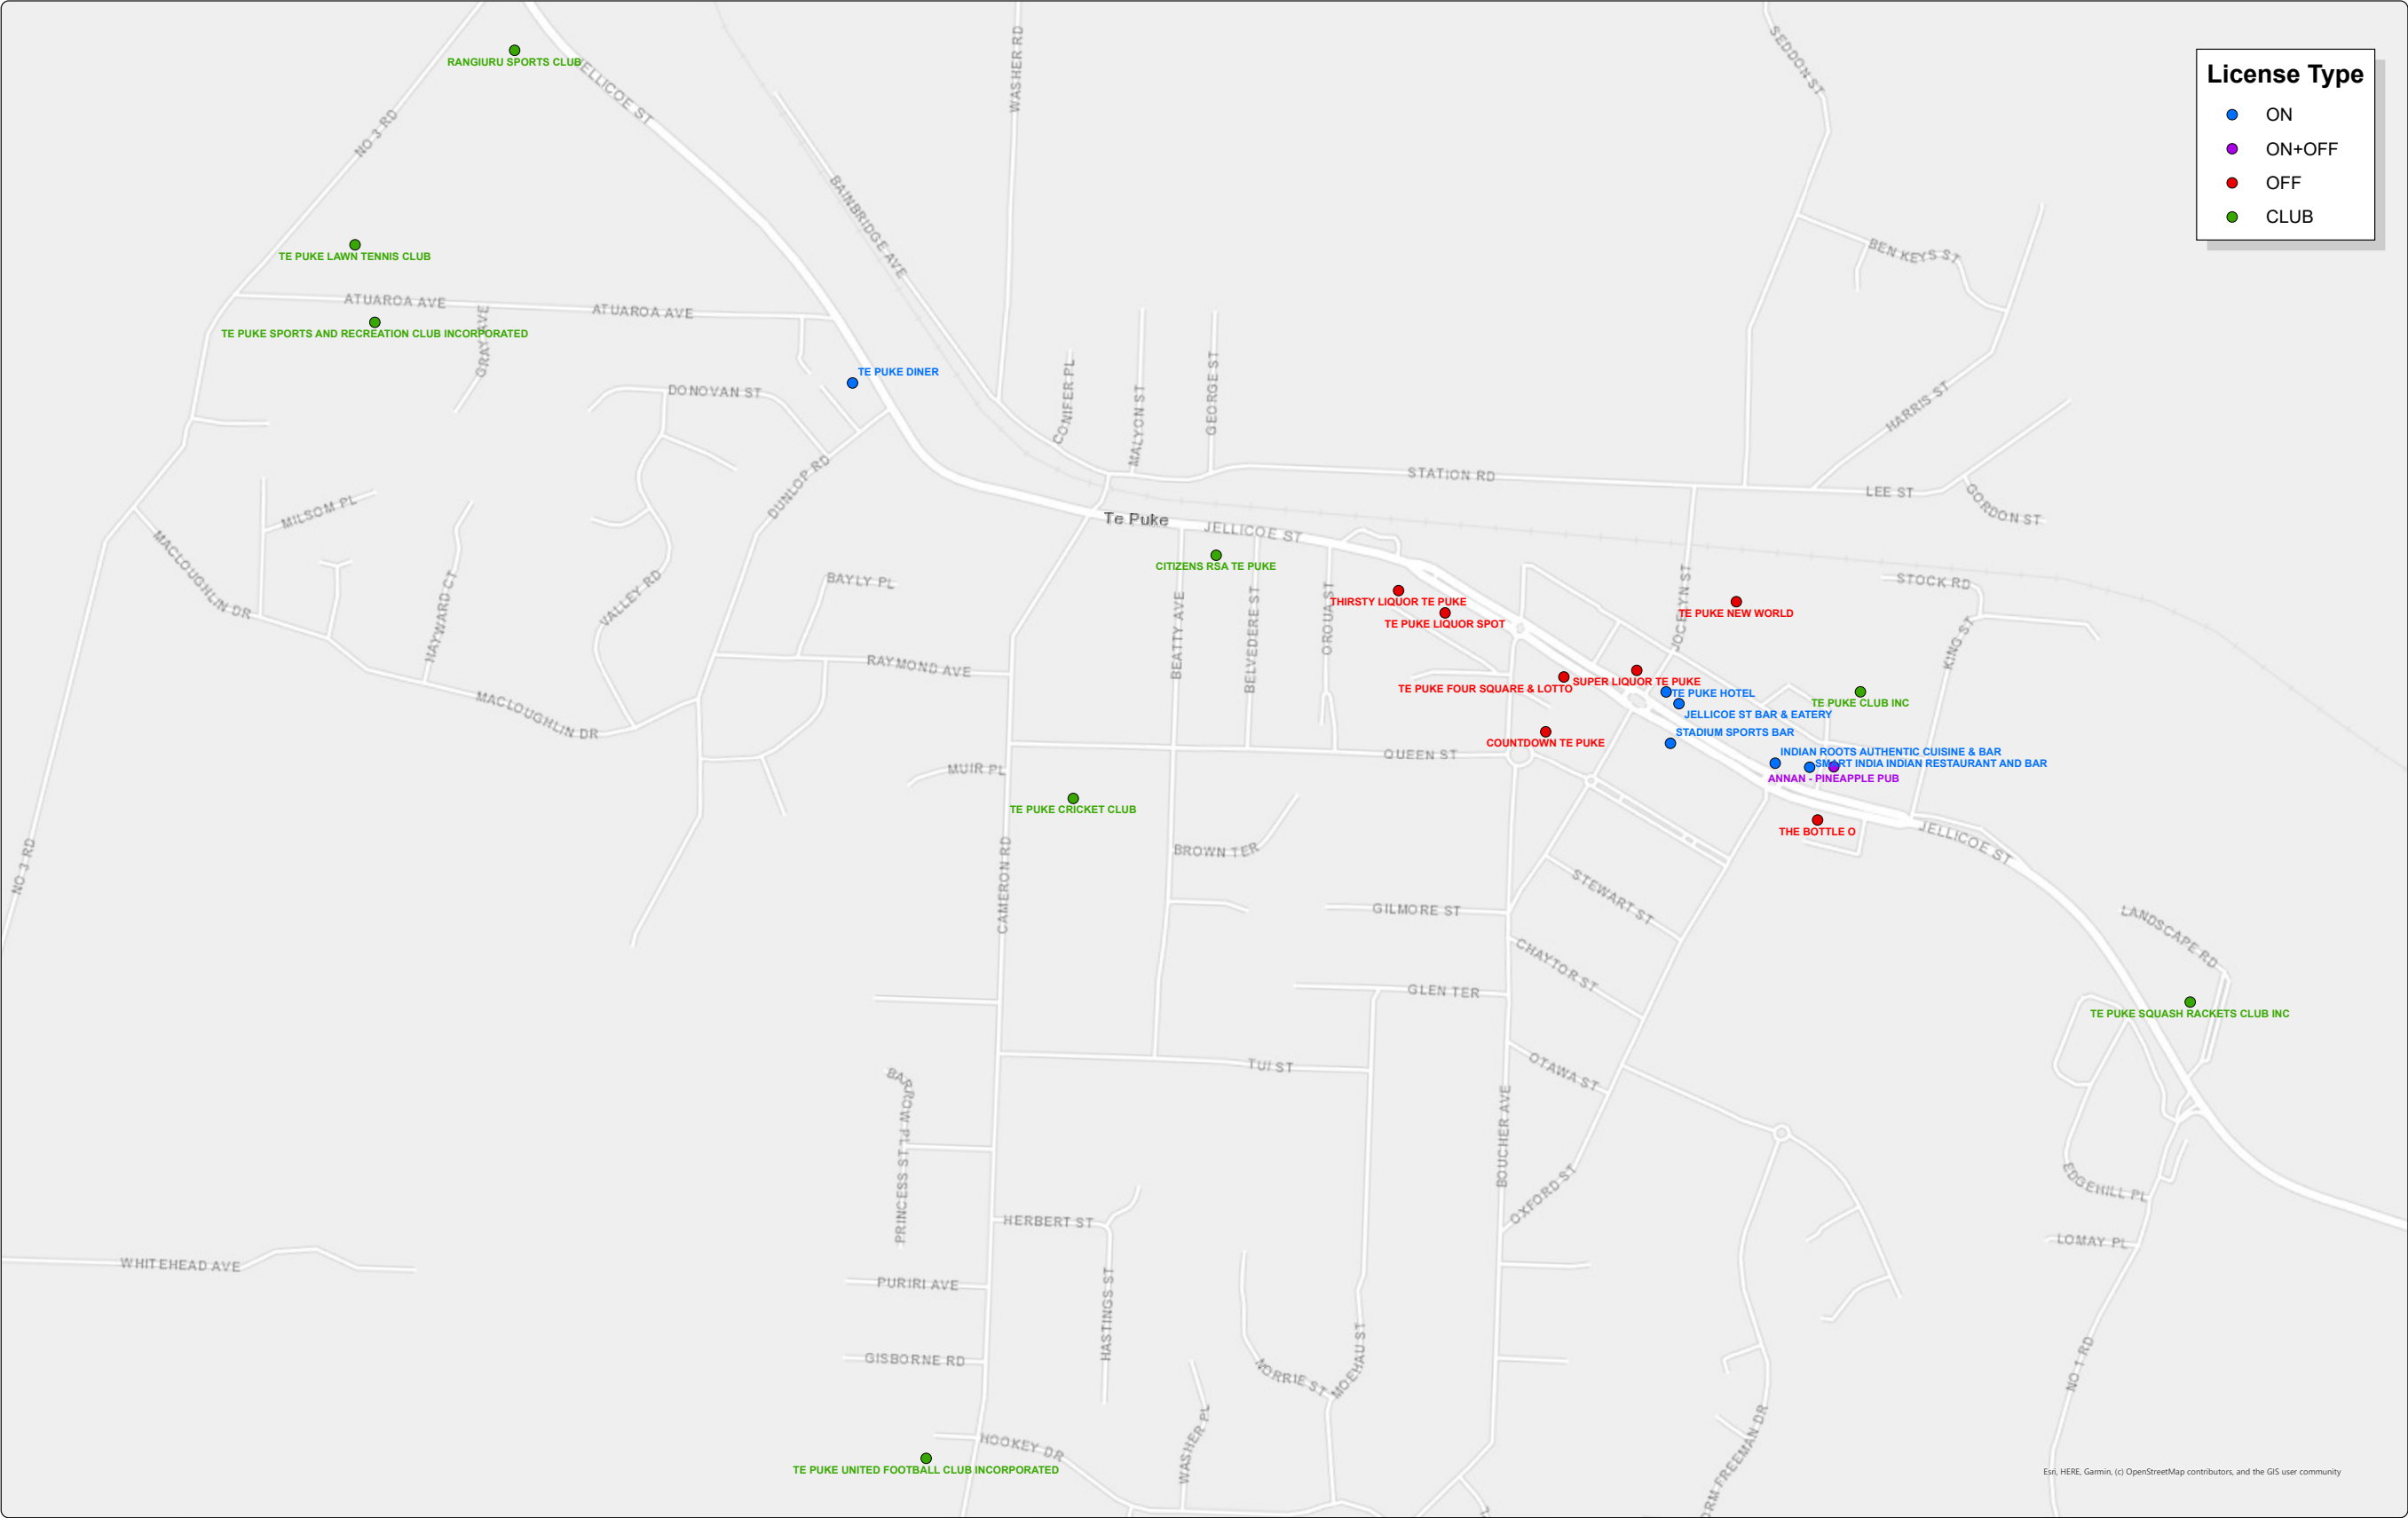 License Type
ON
ON+OFF
OFF
CLUB
RANGIURU SPORTS CLUB
WASHER RD
SEDDON ST
NO 3 RD
BAINBRIDGE AVE
TE PUKE LAWN TENNIS CLUB
BEN KEYS ST
ATUAROA AVE
ATUAROA AVE
TE PUKE SPORTS AND RECREATION CLUB INCORPORATED
GRAY AVE
TE PUKE DINER
DONOVAN ST
CONIFER PL
MALYON ST
GEORGE ST
HARRIS ST
STATION RD
LEE ST
GORDON ST
DUNLOP RD
MILSOM PL
Te Puke
JELLICOE ST
MACLOUGHLIN DR
CITIZENS RSA TE PUKE
HAYWARD CT
VALLEY RD
BAYLY PL
BEATTY AVE
BELVEDERE ST
OROUA ST
THIRSTY LIQUOR TE PUKE
TE PUKE LIQUOR SPOT
JOCELYN ST
TE PUKE NEW WORLD
STOCK RD
KING ST
RAYMOND AVE
TE PUKE FOUR SQUARE & LOTTO
SUPER LIQUOR TE PUKE
TE PUKE HOTEL
TE PUKE CLUB INC
JELLICOE ST BAR & EATERY
MACLOUGHLIN DR
STADIUM SPORTS BAR
COUNTDOWN TE PUKE
QUEEN ST
INDIAN ROOTS AUTHENTIC CUISINE & BAR
SMART INDIA INDIAN RESTAURANT AND BAR
ANNAN - PINEAPPLE PUB
MUIR PL
TE PUKE CRICKET CLUB
THE BOTTLE O
JELLICOE ST
NO 3 RD
CAMERON RD
BROWN TER
STEWART ST
GILMORE ST
LANDSCAPE RD
CHAYTOR ST
GLEN TER
TE PUKE SQUASH RACKETS CLUB INC
TUI ST
OTAWA ST
BARROW PL
BOUCHER AVE
PRINCESS ST
OXFORD ST
EDGEHILL PL
HERBERT ST
LOMAY PL
WHITEHEAD AVE
PURIRI AVE
HASTINGS ST
GISBORNE RD
NORRIE ST
MOEHAU ST
NO 1 RD
HOOKEY DR
WASHER PL
TE PUKE UNITED FOOTBALL CLUB INCORPORATED
FREEMAN DR
Esri, HERE, Garmin, (c) OpenStreetMap contributors, and the GIS user community